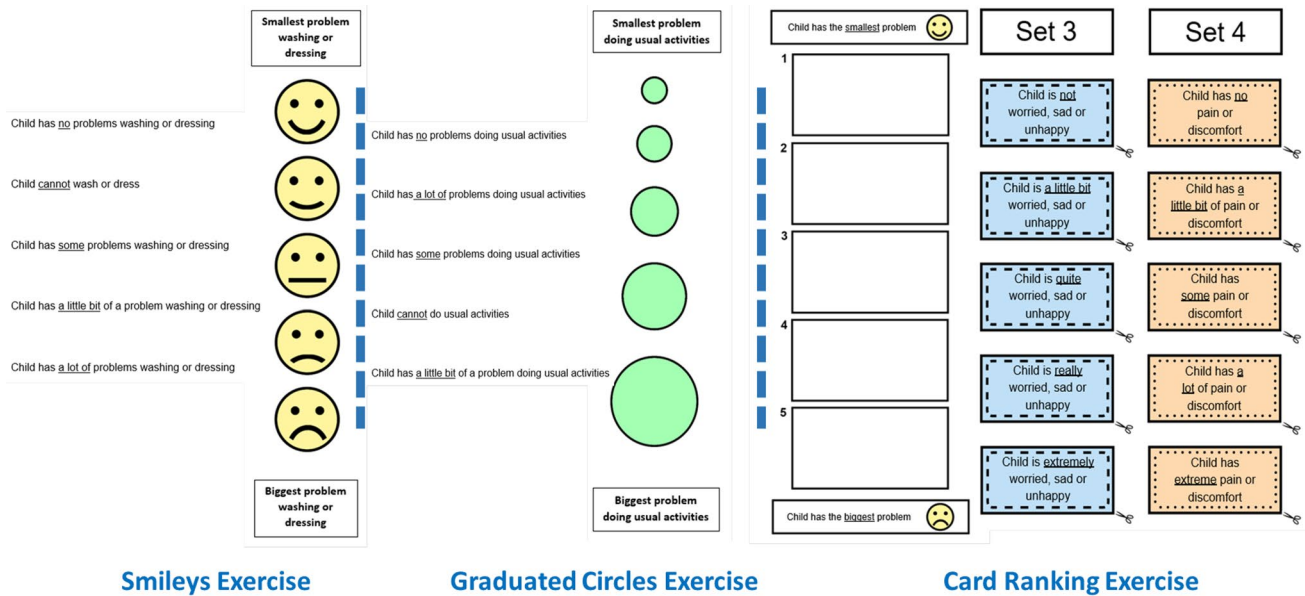 Smallest problem
washing or
dressing
Child has no problems washing or dressing
Child cannot wash or dress
Child has some problems washing or dressing
Child has a little bit of a problem washing or dressing
Child has a lot of problems washing or dressing
Biggest problem
washing or
dressing
Smileys Exercise
Smallest problem
doing usual activities
Child has no problems doing usual activities
Child has a lot of problems doing usual activities
Child has some problems doing usual activities
Child cannot do usual activities
Child has a little bit of a problem doing usual activities
Biggest problem
doing usual activities
Graduated Circles Exercise
Child has the smallest problem
1
2
3
4
5
Child has the biggest problem
Set 3
Child is not
worried, sad or
unhappy
Child is a little bit
worried, sad or
unhappy
Child is quite
worried, sad or
unhappy
Child is really
worried, sad or
unhappy
Child is extremely
worried, sad or
unhappy
Set 4
Child has no
pain or
discomfort
Child has a
little bit of pain or
discomfort
Child has
some pain or
discomfort
Child has a
lot of pain or
discomfort
Child has
extreme pain or
discomfort
Card Ranking Exercise